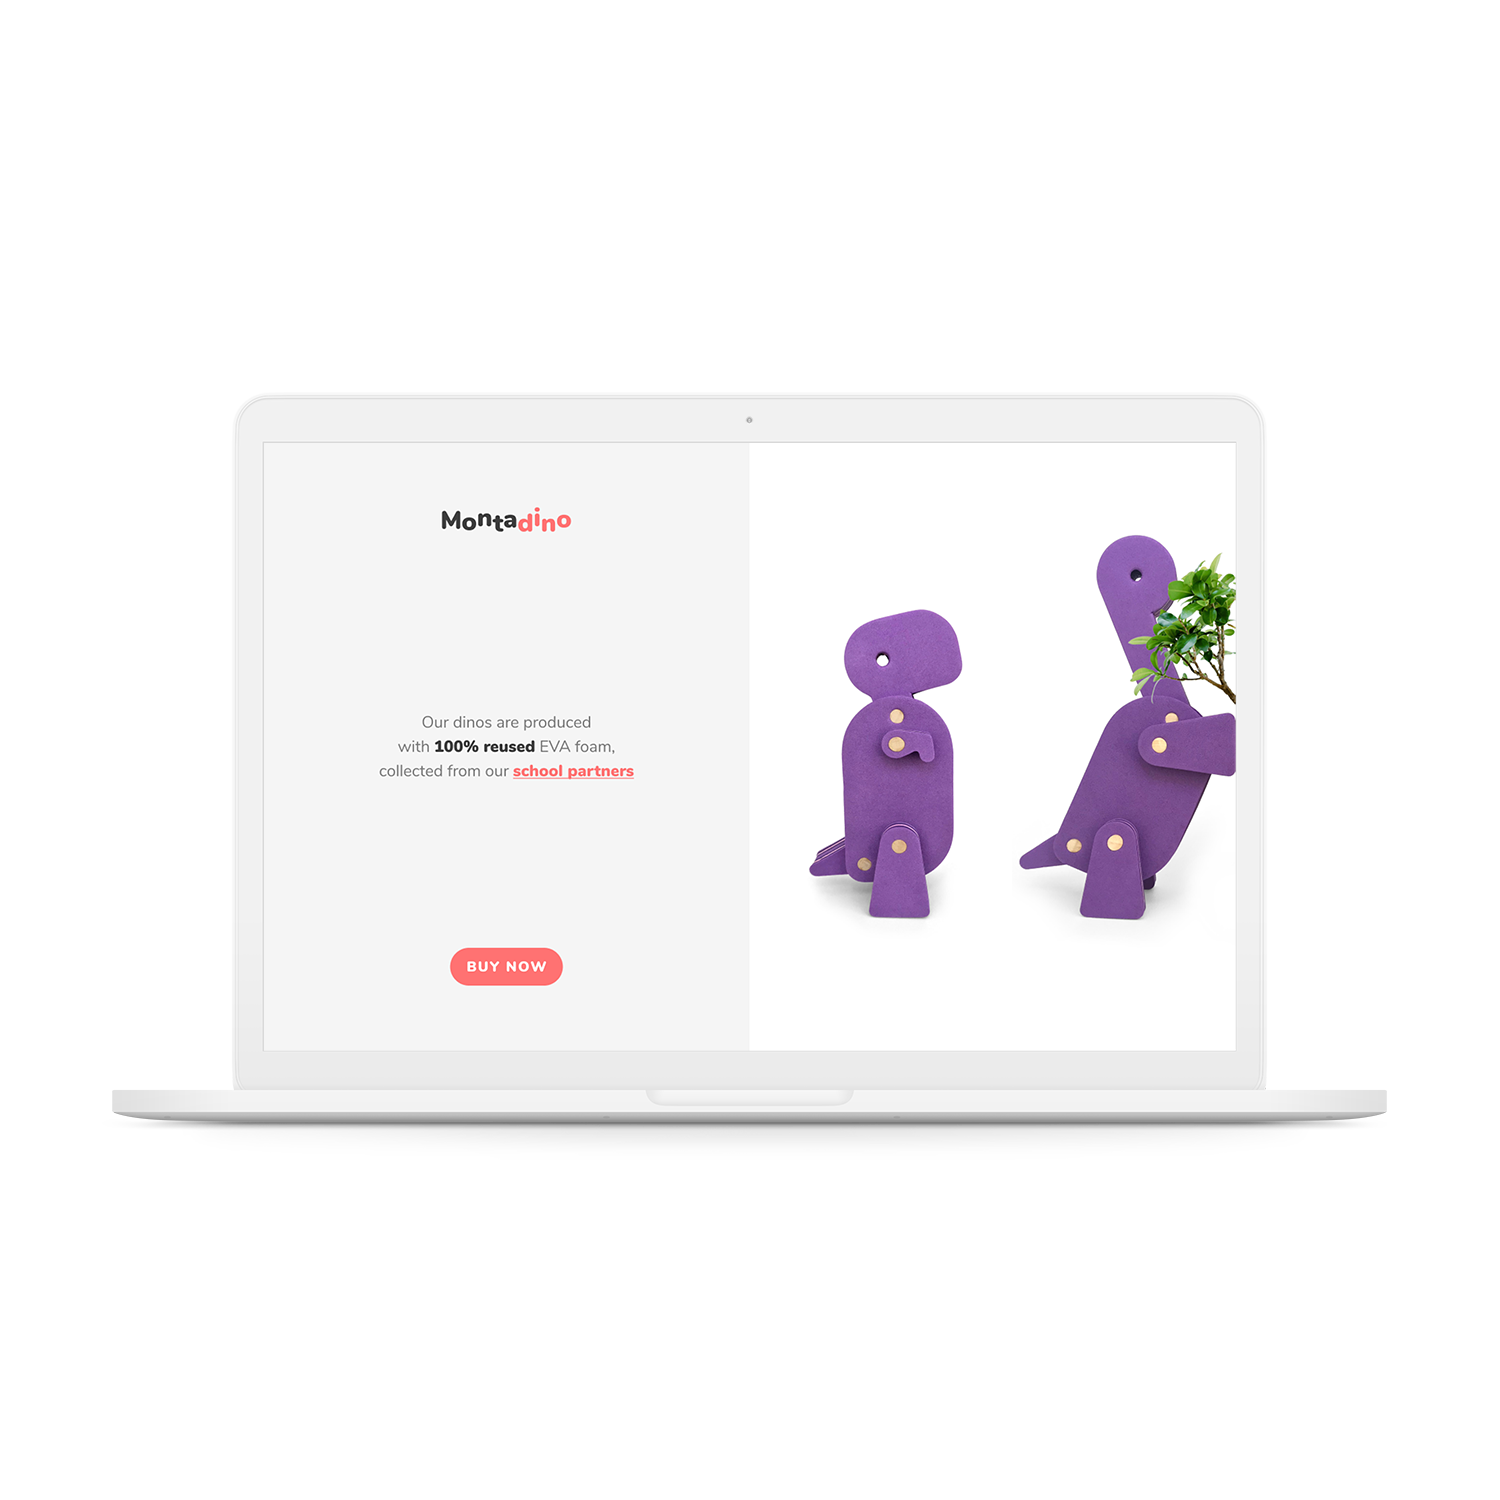 Montadino
Our dinos are produced
with 100% reused EVA foam,
collected from our school partners
BUY NOW